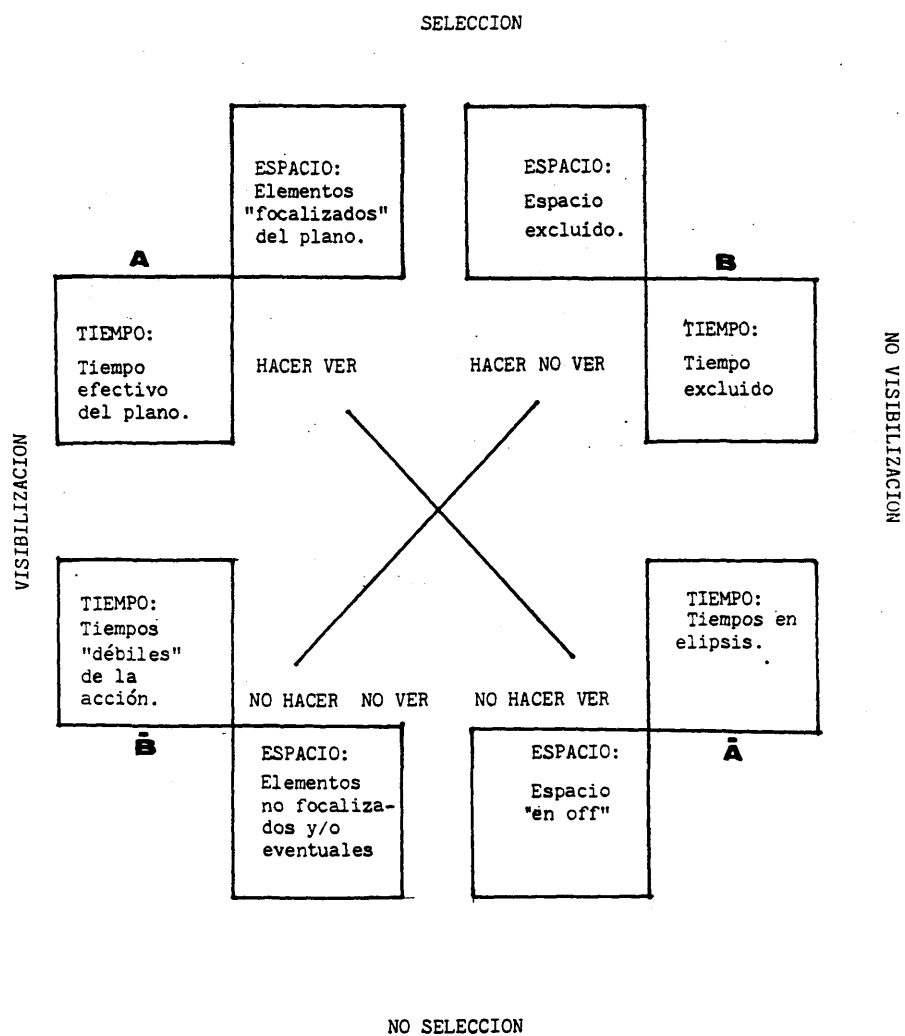 SELECCION
ESPACIO:
Elementos
"focalizados"
del plano.
ESPACIO:
Espacio
excluído.
A
B
TIEMPO:
Tiempo
efectivo
del plano.
HACER VER
HACER NO VER
TIEMPO:
Tiempo
excluido
VISIBILIZACION
NO VISIBILIZACION
TIEMPO:
Tiempos
"débiles"
de la
acción.
TIEMPO:
Tiempos en
elipsis.
NO HACER NO VER
NO HACER VER
B̄
Ā
ESPACIO:
Elementos
no focaliza-
dos y/o
eventuales
ESPACIO:
Espacio
"en off"
NO SELECCION